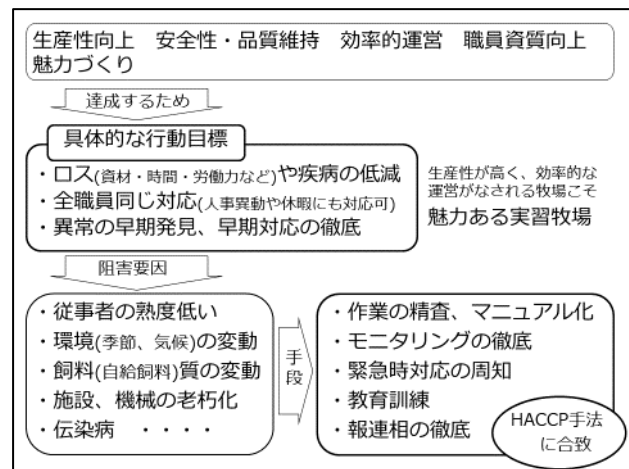 生産性向上　安全性・品質維持　効率的運営　職員資質向上
魅力づくり
達成するため
具体的な行動目標
・ロス(資材・時間・労働力など)や疾病の低減
・全職員同じ対応(人事異動や休暇にも対応可)
・異常の早期発見、早期対応の徹底
生産性が高く、効率的な
運営がなされる牧場こそ
魅力ある実習牧場
阻害要因
・従事者の熟度低い
・環境(季節、気候)の変動
・飼料(自給飼料)質の変動
・施設、機械の老朽化
・伝染病　・・・・
手段
・作業の精査、マニュアル化
・モニタリングの徹底
・緊急時対応の周知
・教育訓練
・報連相の徹底
HACCP手法
に合致